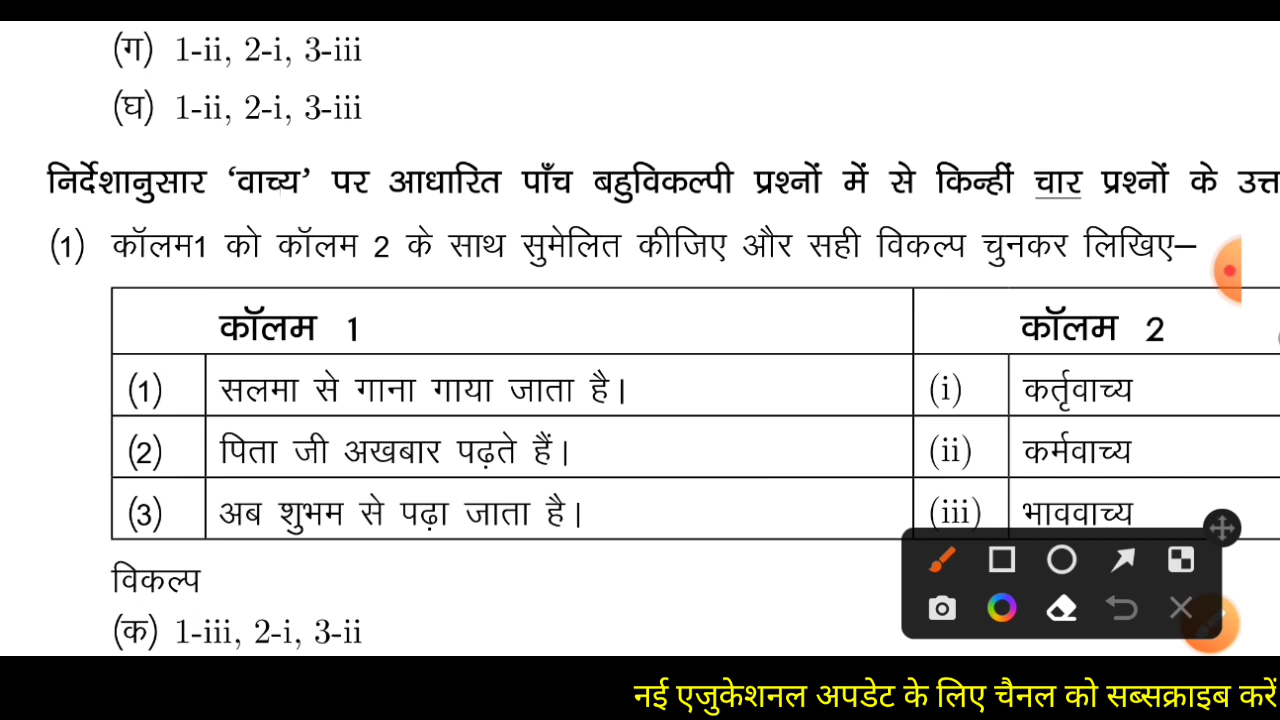 (ग) 1-ii, 2-i, 3-iii
(घ) 1-ii, 2-i, 3-iii
निर्देशानुसार ‘वाच्य’ पर आधारित पाँच बहुविकल्पी प्रश्नों में से किन्हीं चार प्रश्नों के
(1) कॉलम1 को कॉलम 2 के साथ सुमेलित कीजिए और सही विकल्प चुनकर लिखिए–
कॉलम 1 कॉलम 2
(1) सलमा से गाना गाया जाता है। (i) कर्तृवाच्य
(2) पिता जी अखबार पढ़ते हैं। (ii) कर्मवाच्य
(3) अब शुभम से पढ़ा जाता है। (iii) भाववाच्य
विकल्प
(क) 1-iii, 2-i, 3-ii
नई एजुकेशनल अपडेट के लिए चैनल को सब्सक्राइब करें